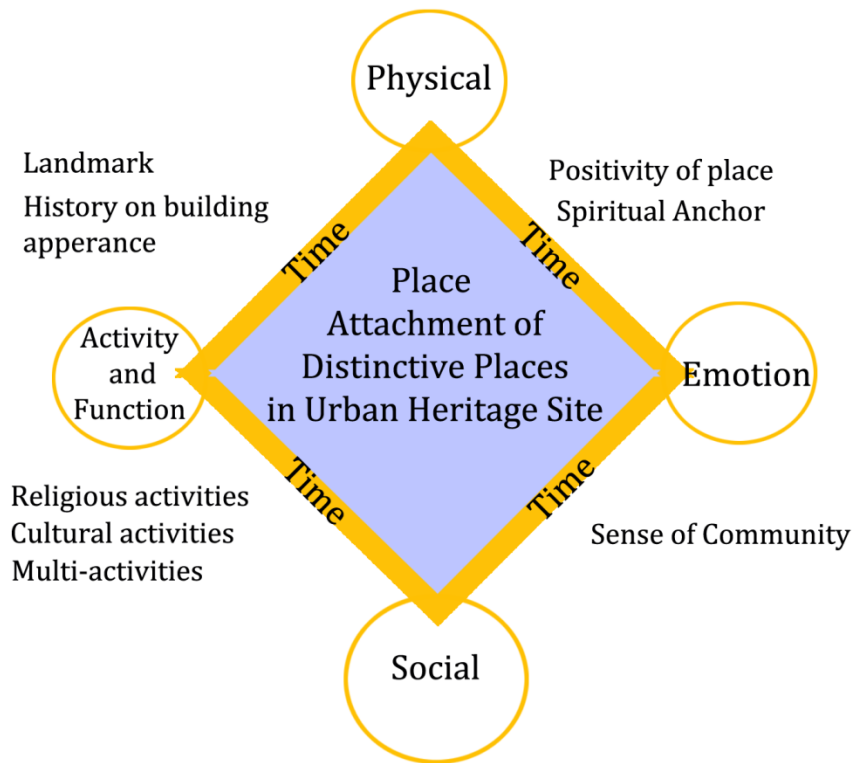 Physical
Landmark
History on building
apperance
Positivity of place
Spiritual Anchor
Time
Time
Place
Attachment of
Distinctive Places
in Urban Heritage Site
Activity
and
Function
Emotion
Time
Time
Religious activities
Cultural activities
Multi-activities
Sense of Community
Social